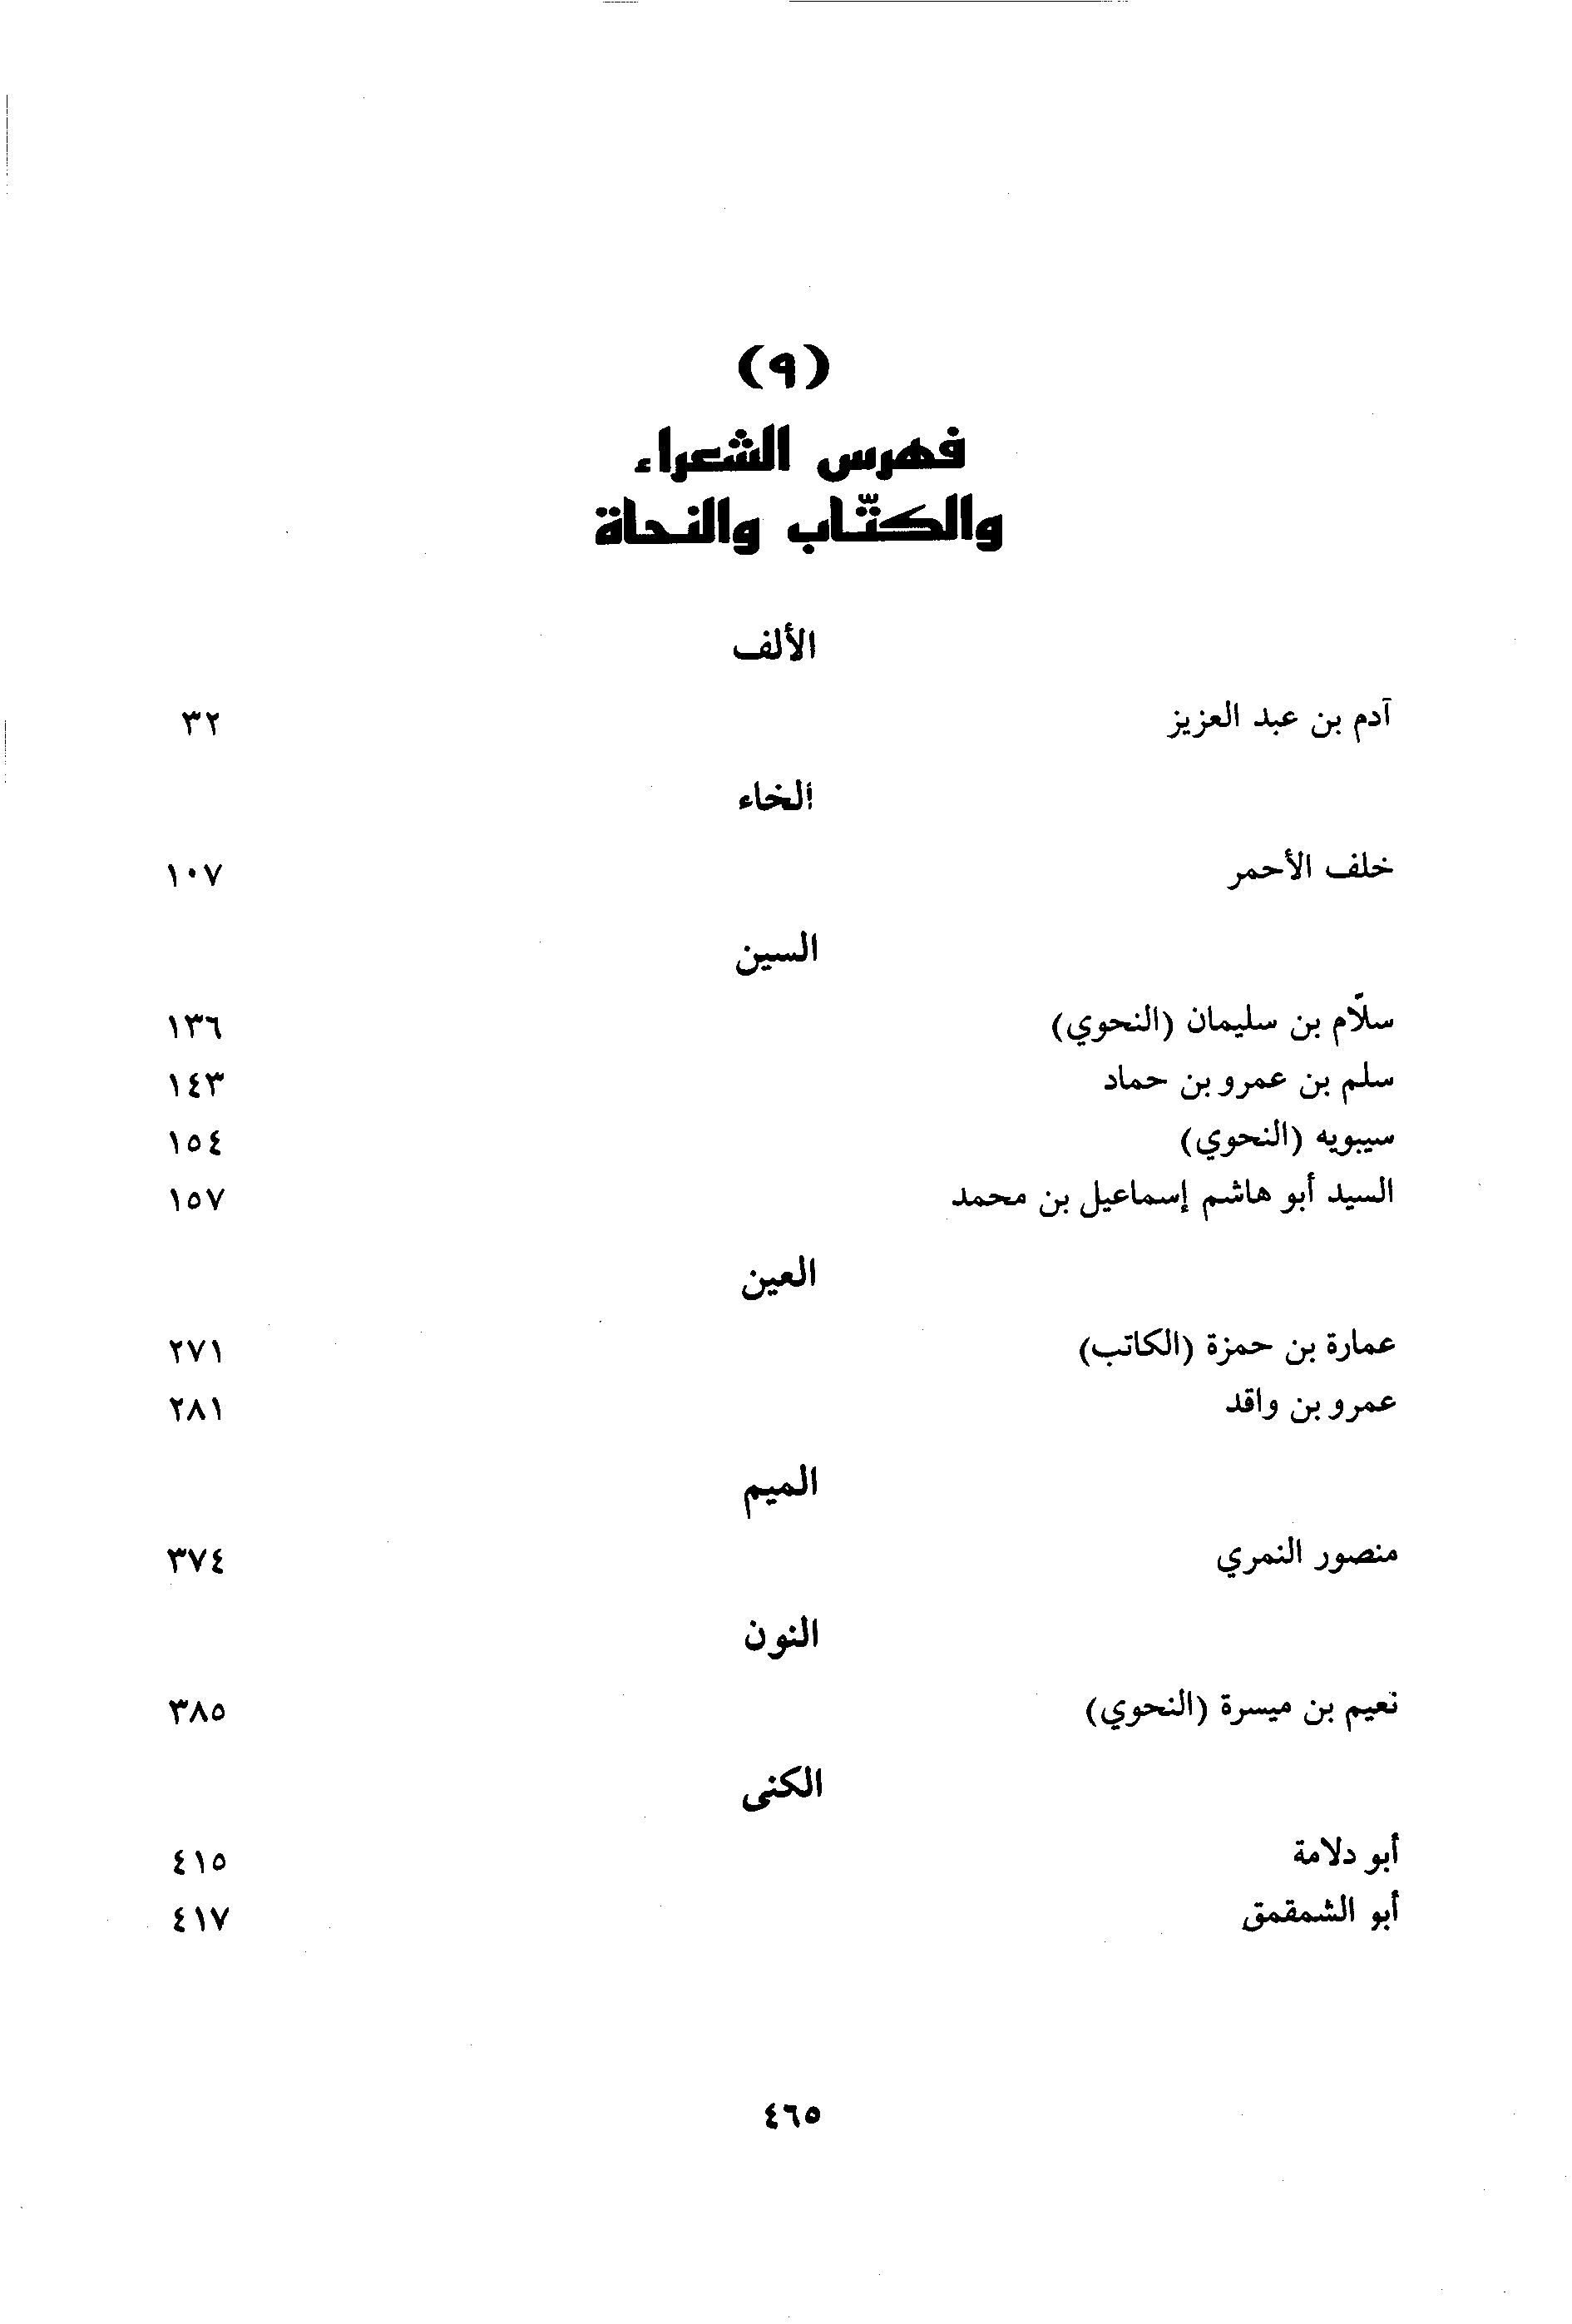 (٩)
فهرس الشعراء
والكتّاب والنحاة
الألف
آدم بن عبد العزيز ٣٢
الخاء
خلف الأحمر ١٠٧
السين
سلاّم بن سليمان (النحوي) ١٣٦
سلم بن عمرو بن حماد ١٤٣
سيبويه (النحوي) ١٥٤
السيد أبو هاشم إسماعيل بن محمد ١٥٧
العين
عمارة بن حمزة (الكاتب) ٢٧١
عمرو بن واقد ٢٨١
الميم
منصور النمري ٣٧٤
النون
نعيم بن ميسرة (النحوي) ٣٨٥
الكنى
أبو دلامة ٤١٥
أبو الشمقمق ٤١٧
٤٦٥